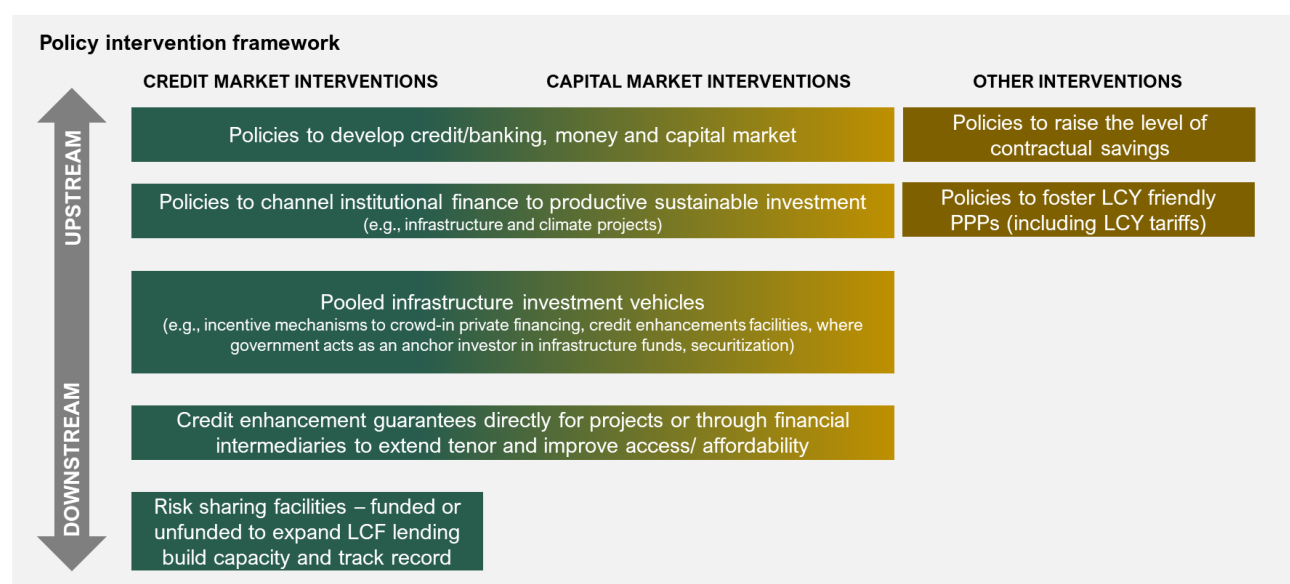 Policy intervention framework
CREDIT MARKET INTERVENTIONS
CAPITAL MARKET INTERVENTIONS
OTHER INTERVENTIONS
UPSTREAM
Policies to develop credit/banking, money and capital market
Policies to raise the level of
contractual savings
Policies to channel institutional finance to productive sustainable investment
(e.g., infrastructure and climate projects)
Policies to foster LCY friendly
PPPs (including LCY tariffs)
Pooled infrastructure investment vehicles
(e.g., incentive mechanisms to crowd-in private financing, credit enhancements facilities, where
government acts as an anchor investor in infrastructure funds, securitization)
DOWNSTREAM
Credit enhancement guarantees directly for projects or through financial
intermediaries to extend tenor and improve access/ affordability
Risk sharing facilities – funded or
unfunded to expand LCF lending
build capacity and track record